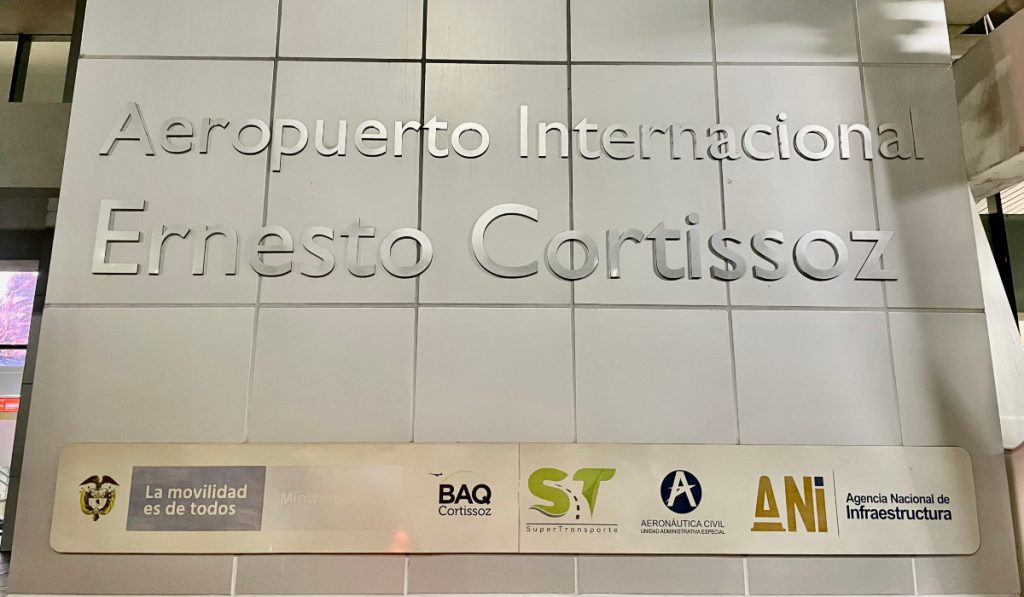 Aeropuerto Internacional
Ernesto Cortissoz
La movilidad
es de todos
BAQ
Cortissoz
ST
SuperTransporte
AERONÁUTICA CIVIL
UNIDAD ADMINISTRATIVA ESPECIAL
ANi
Agencia Nacional de
Infraestructura